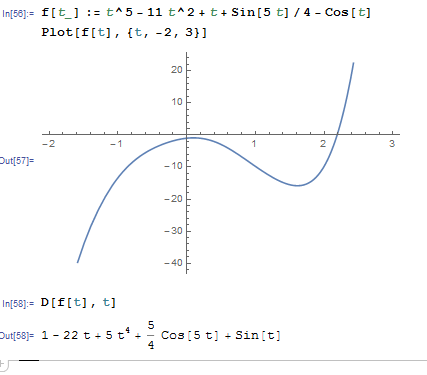 In[56]:= f[t_] := t^5 - 11 t^2 + t + Sin[5 t] / 4 - Cos[t]
Plot[f[t], {t, -2, 3}]
20
10
-2 -1 1 2 3
Out[57]=
-10
-20
-30
-40
In[58]:= D[f[t], t]
Out[58]= 1 - 22 t + 5 t^4 + 5/4 Cos[5 t] + Sin[t]